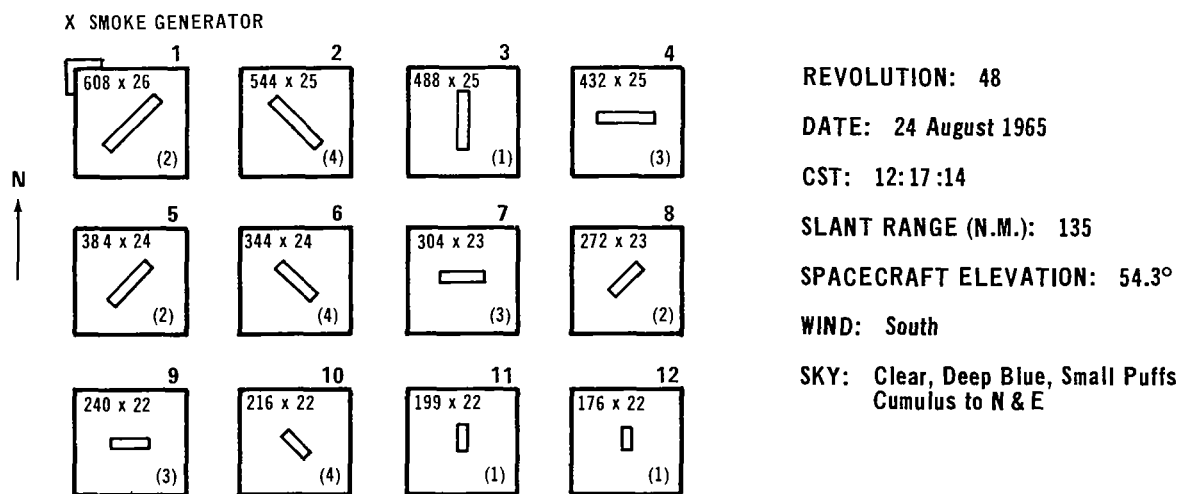 X SMOKE GENERATOR
1 2 3 4
608 x 26 544 x 25 488 x 25 432 x 25
(2) (4) (1) (3)
N
5 6 7 8
384 x 24 344 x 24 304 x 23 272 x 23
(2) (4) (3) (2)
9 10 11 12
240 x 22 216 x 22 199 x 22 176 x 22
(3) (4) (1) (1)
REVOLUTION: 48
DATE: 24 August 1965
CST: 12:17:14
SLANT RANGE (N.M.): 135
SPACECRAFT ELEVATION: 54.3°
WIND: South
SKY: Clear, Deep Blue, Small Puffs
Cumulus to N & E